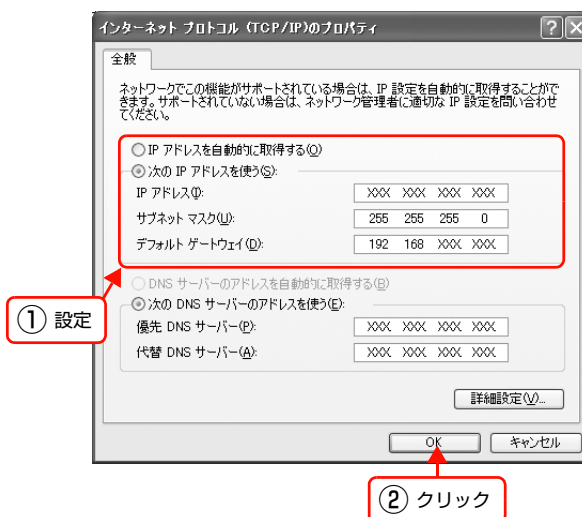 インターネット プロトコル (TCP/IP)のプロパティ
全般
ネットワークでこの機能がサポートされている場合は、IP 設定を自動的に取得することがで
きます。サポートされていない場合は、ネットワーク管理者に適切な IP 設定を問い合わせ
てください。
IP アドレスを自動的に取得する(O)
次の IP アドレスを使う(S):
IP アドレス(I): XXX XXX XXX XXX
サブネット マスク(U): 255 255 255 0
デフォルト ゲートウェイ(D): 192 168 XXX XXX
DNS サーバーのアドレスを自動的に取得する(B)
次の DNS サーバーのアドレスを使う(E):
優先 DNS サーバー(P): XXX XXX XXX XXX
代替 DNS サーバー(A): XXX XXX XXX XXX
① 設定
詳細設定(V)...
OK キャンセル
② クリック